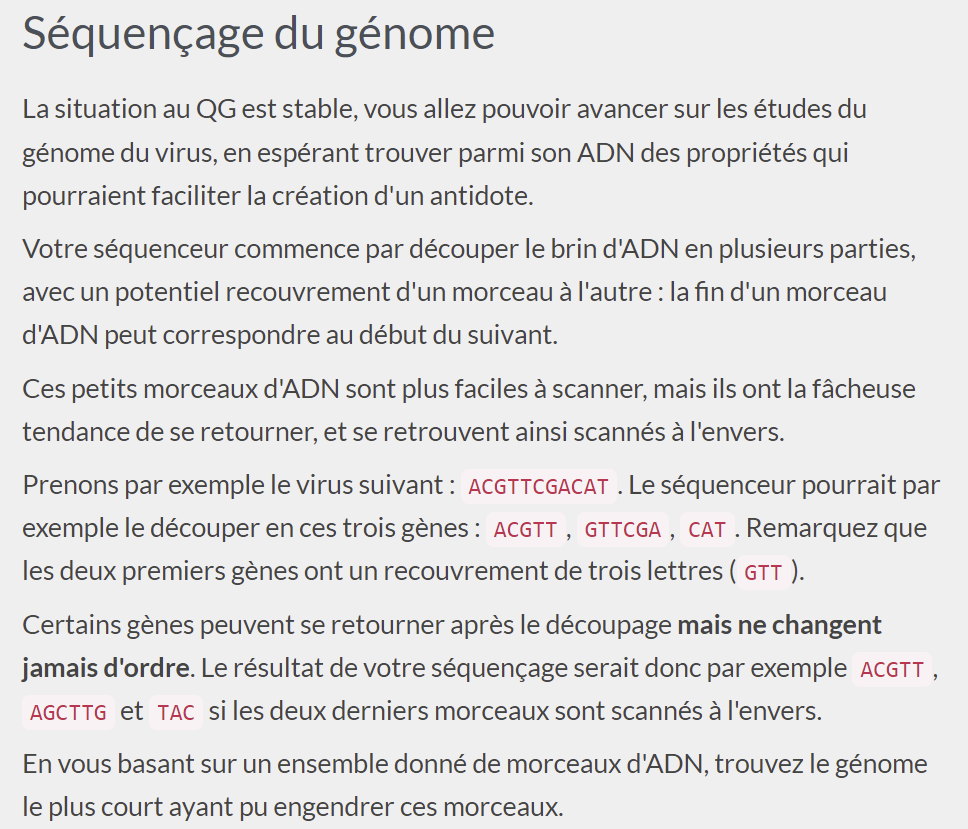 Séquençage du génome
La situation au QG est stable, vous allez pouvoir avancer sur les études du
génome du virus, en espérant trouver parmi son ADN des propriétés qui
pourraient faciliter la création d'un antidote.
Votre séquenceur commence par découper le brin d'ADN en plusieurs parties,
avec un potentiel recouvrement d'un morceau à l'autre : la fin d'un morceau
d'ADN peut correspondre au début du suivant.
Ces petits morceaux d'ADN sont plus faciles à scanner, mais ils ont la fâcheuse
tendance de se retourner, et se retrouvent ainsi scannés à l'envers.
Prenons par exemple le virus suivant : ACGTTCGACAT . Le séquenceur pourrait par
exemple le découper en ces trois gènes : ACGTT , GTTCGA , CAT . Remarquez que
les deux premiers gènes ont un recouvrement de trois lettres ( GTT ).
Certains gènes peuvent se retourner après le découpage mais ne changent
jamais d'ordre. Le résultat de votre séquençage serait donc par exemple ACGTT ,
AGCTTG et TAC si les deux derniers morceaux sont scannés à l'envers.
En vous basant sur un ensemble donné de morceaux d'ADN, trouvez le génome
le plus court ayant pu engendrer ces morceaux.